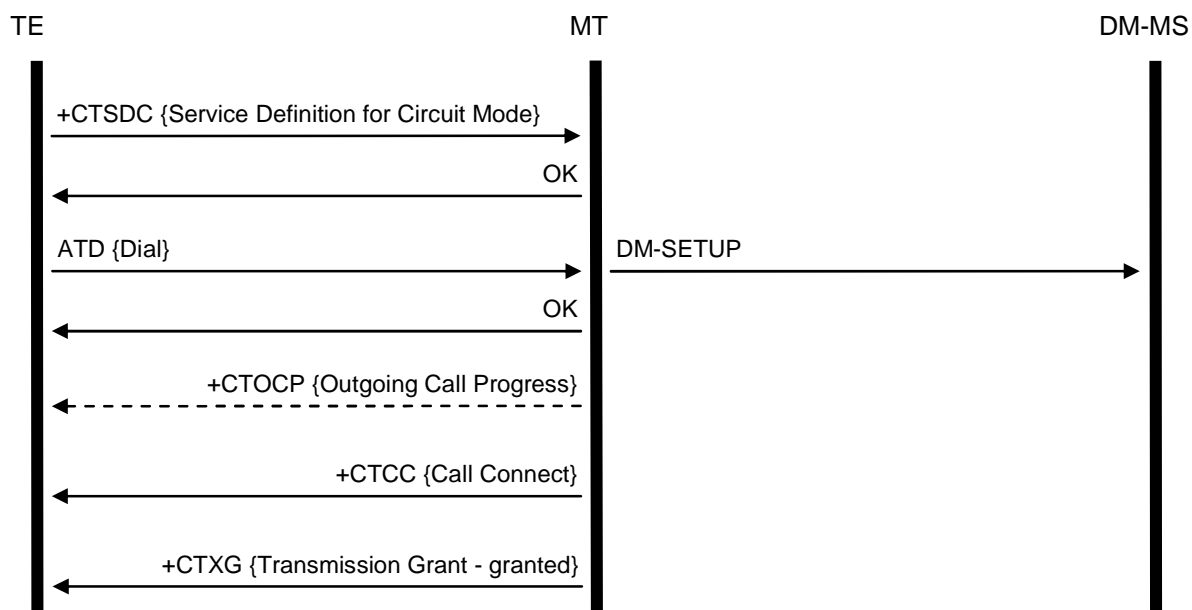 TE MT DM-MS
+CTSDC {Service Definition for Circuit Mode}
OK
ATD {Dial} DM-SETUP
OK
+CTOCP {Outgoing Call Progress}
+CTCC {Call Connect}
+CTXG {Transmission Grant - granted}